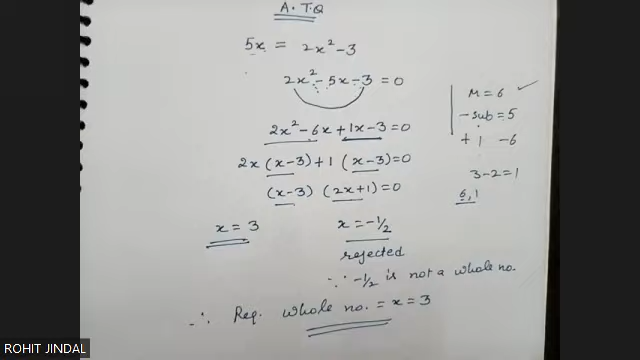 A.T.Q
5x = 2x² - 3
2x² - 5x - 3 = 0
2x² - 6x + 1x - 3 = 0
2x (x-3) + 1 (x-3) = 0
(x-3) (2x+1) = 0
x = 3 x = -1/2
rejected
∵ -1/2 is not a whole no.
∴ Req. whole no. = x = 3
M = 6 ✓
- sub = 5
+ 1 - 6
3 - 2 = 1
6, 1
ROHIT JINDAL